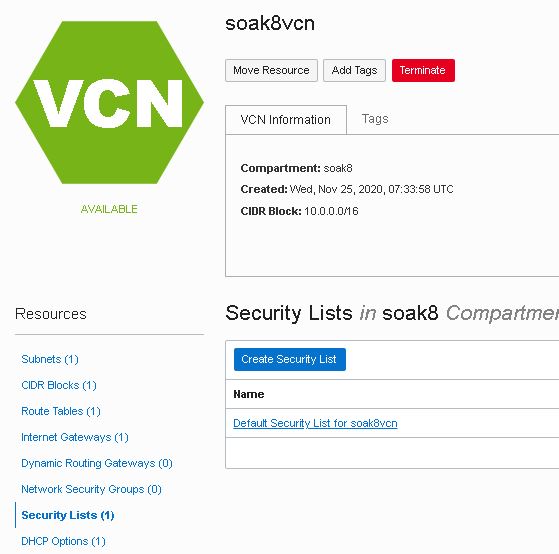 VCN
AVAILABLE
soak8vcn
Move Resource
Add Tags
Terminate
VCN Information
Tags
Compartment: soak8
Created: Wed, Nov 25, 2020, 07:33:58 UTC
CIDR Block: 10.0.0.0/16
Resources
Subnets (1)
CIDR Blocks (1)
Route Tables (1)
Internet Gateways (1)
Dynamic Routing Gateways (0)
Network Security Groups (0)
Security Lists (1)
DHCP Options (1)
Security Lists in soak8 Compartmen
Create Security List
Name
Default Security List for soak8vcn